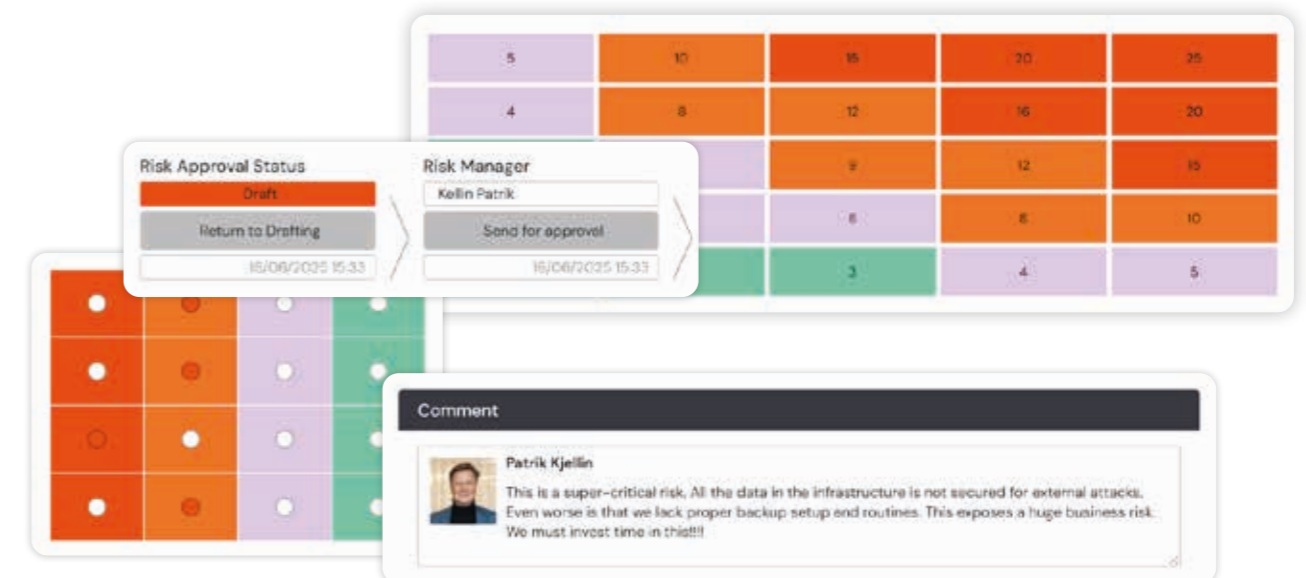 5 10 15 20 25
4 8 12 16 20
9 12 15
6 8 10
3 4 5
Risk Approval Status
Draft
Return to Drafting
16/06/2025 15:33
Risk Manager
Kellin Patrik
Send for approval
16/06/2025 15:33
Comment
Patrik Kjellin
This is a super-critical risk. All the data in the infrastructure is not secured for external attacks.
Even worse is that we lack proper backup setup and routines. This exposes a huge business risk.
We must invest time in this!!!!